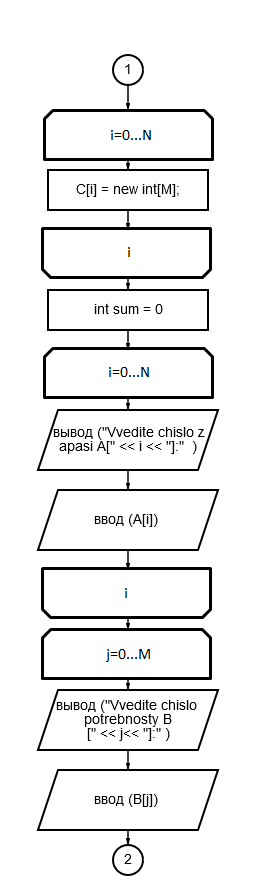 1
i=0...N
C[i] = new int[M];
i
int sum = 0
i=0...N
вывод ("Vvedite chislo z
apasi A[" << i << "]:" )
ввод (A[i])
i
j=0...M
вывод ("Vvedite chislo
potrebnosty B
[" << j<< "]:" )
ввод (B[j])
2